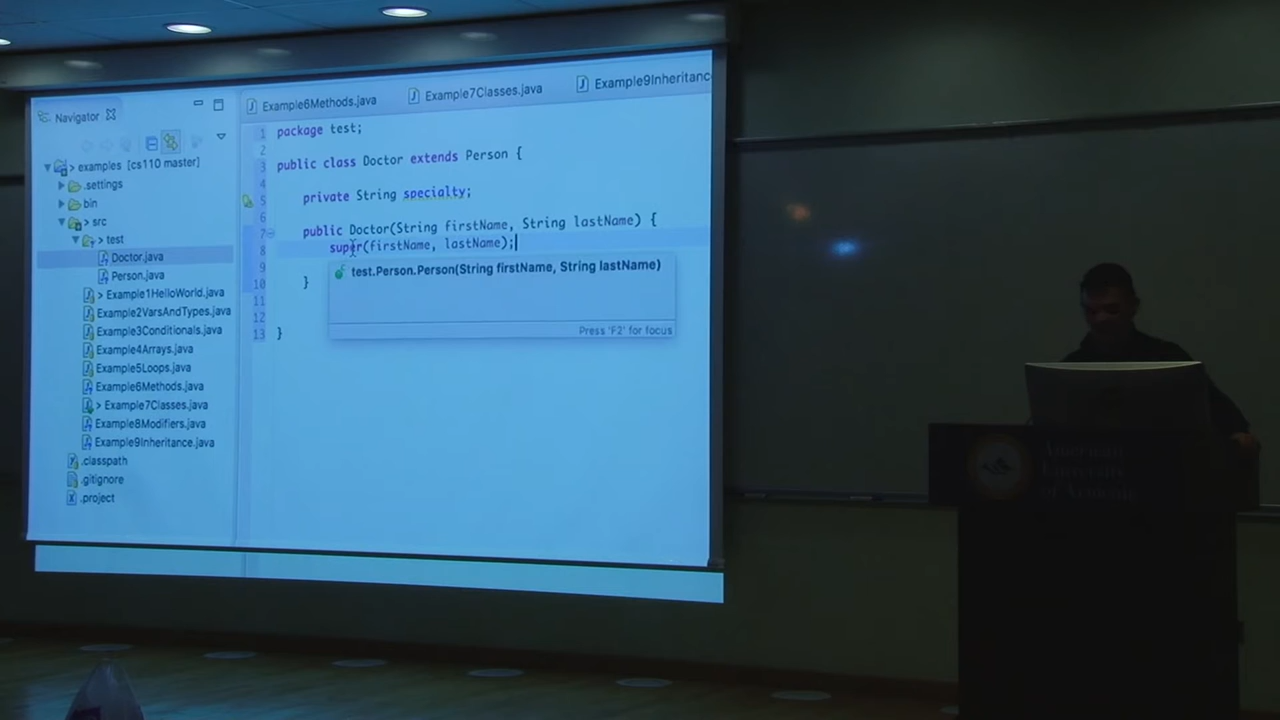 Navigator
examples [cs110 master]
.settings
bin
> src
> test
Doctor.java
Person.java
> Example1HelloWorld.java
Example2VarsAndTypes.java
Example3Conditionals.java
Example4Arrays.java
Example5Loops.java
Example6Methods.java
> Example7Classes.java
Example8Modifiers.java
Example9Inheritance.java
.classpath
.gitignore
.project
Example6Methods.java
Example7Classes.java
Example9Inheritanc
1 package test;
2
3 public class Doctor extends Person {
4
5 private String specialty;
6
7 public Doctor(String firstName, String lastName) {
8 super(firstName, lastName);
9
10 }
11
12
13 }
test.Person.Person(String firstName, String lastName)
Press 'F2' for focus
American
University
of Armenia